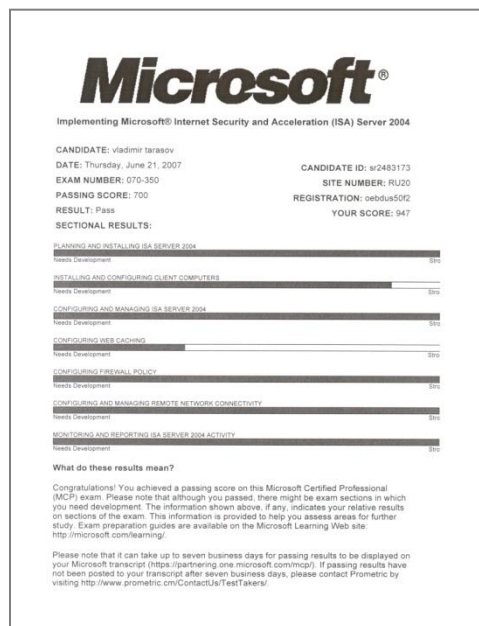 Microsoft®
Implementing Microsoft® Internet Security and Acceleration (ISA) Server 2004
CANDIDATE: vladimir tarasov
DATE: Thursday, June 21, 2007
CANDIDATE ID: sr2483173
EXAM NUMBER: 070-350
SITE NUMBER: RU20
PASSING SCORE: 700
REGISTRATION: oebdus50f2
RESULT: Pass
YOUR SCORE: 947
SECTIONAL RESULTS:
PLANNING AND INSTALLING ISA SERVER 2004
Needs Development Stro
INSTALLING AND CONFIGURING CLIENT COMPUTERS
Needs Development Stro
CONFIGURING AND MANAGING ISA SERVER 2004
Needs Development Stro
CONFIGURING WEB CACHING
Needs Development Stro
CONFIGURING FIREWALL POLICY
Needs Development Stro
CONFIGURING AND MANAGING REMOTE NETWORK CONNECTIVITY
Needs Development Stro
MONITORING AND REPORTING ISA SERVER 2004 ACTIVITY
Needs Development Stro
What do these results mean?
Congratulations! You achieved a passing score on this Microsoft Certified Professional
(MCP) exam. Please note that although you passed, there might be exam sections in which
you need development. The information shown above, if any, indicates your relative results
on sections of the exam. This information is provided to help you assess areas for further
study. Exam preparation guides are available on the Microsoft Learning Web site:
http://microsoft.com/learning/.
Please note that it can take up to seven business days for passing results to be displayed on
your Microsoft transcript (https://partnering.one.microsoft.com/mcp/). If passing results have
not been posted to your transcript after seven business days, please contact Prometric by
visiting http://www.prometric.cm/ContactUs/TestTakers/.